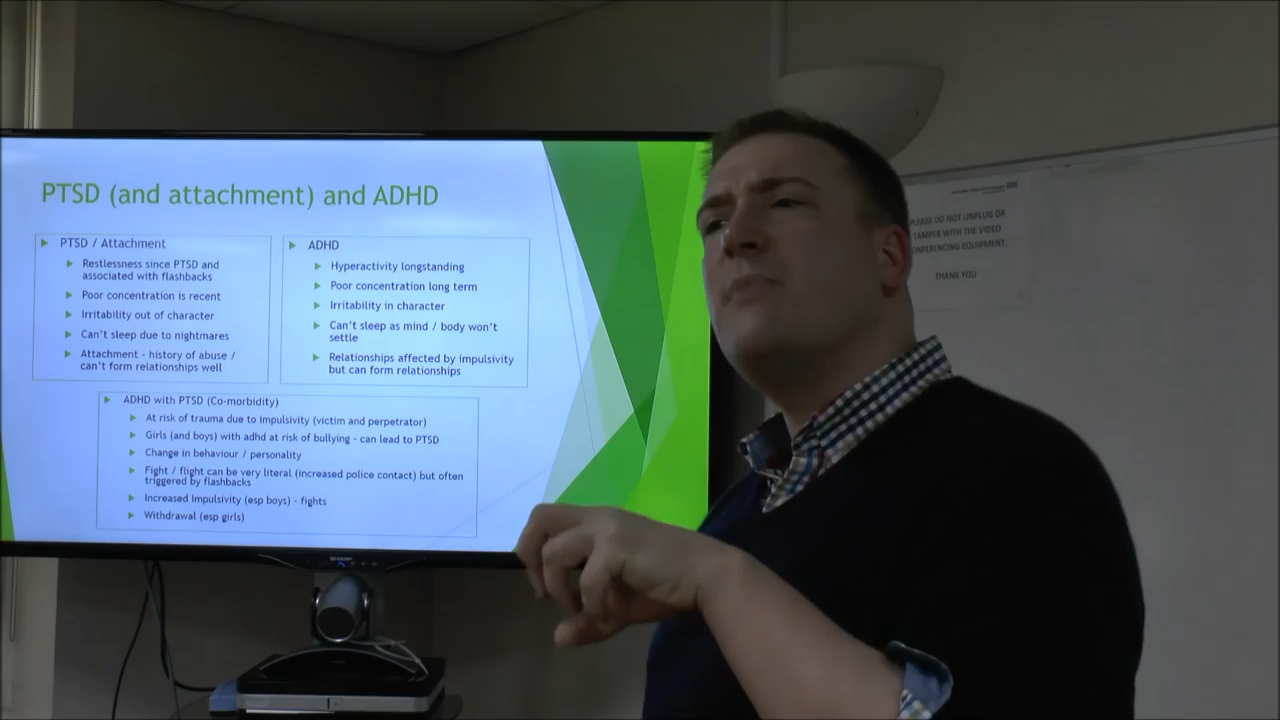 PTSD (and attachment) and ADHD
PTSD / Attachment
Restlessness since PTSD and
associated with flashbacks
Poor concentration is recent
Irritability out of character
Can't sleep due to nightmares
Attachment - history of abuse /
can't form relationships well
ADHD
Hyperactivity longstanding
Poor concentration long term
Irritability in character
Can't sleep as mind / body won't
settle
Relationships affected by impulsivity
but can form relationships
ADHD with PTSD (Co-morbidity)
At risk of trauma due to impulsivity (victim and perpetrator)
Girls (and boys) with adhd at risk of bullying - can lead to PTSD
Change in behaviour / personality
Fight / flight can be very literal (increased police contact) but often
triggered by flashbacks
Increased Impulsivity (esp boys) - fights
Withdrawal (esp girls)
SHARP
NHS
PLEASE DO NOT UNPLUG OR
TAMPER WITH THE VIDEO
CONFERENCING EQUIPMENT.
THANK YOU